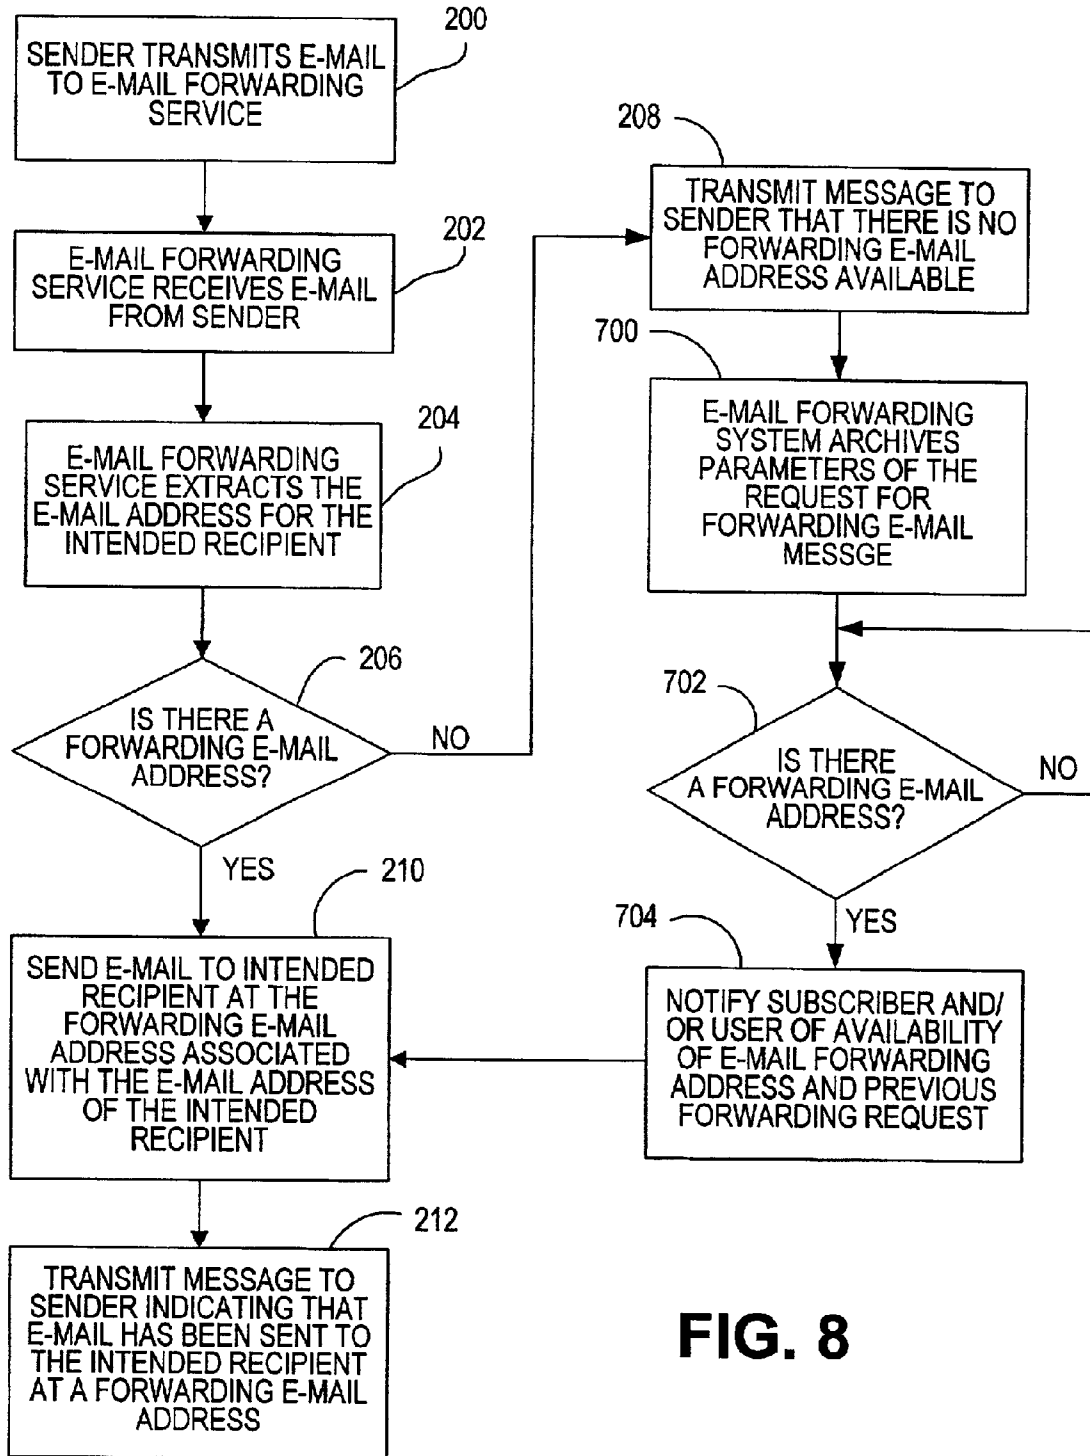 200
SENDER TRANSMITS E-MAIL
TO E-MAIL FORWARDING
SERVICE
202
E-MAIL FORWARDING
SERVICE RECEIVES E-MAIL
FROM SENDER
204
E-MAIL FORWARDING
SERVICE EXTRACTS THE
E-MAIL ADDRESS FOR THE
INTENDED RECIPIENT
206
IS THERE A
FORWARDING E-MAIL
ADDRESS?
NO
YES
208
TRANSMIT MESSAGE TO
SENDER THAT THERE IS NO
FORWARDING E-MAIL
ADDRESS AVAILABLE
700
E-MAIL FORWARDING
SYSTEM ARCHIVES
PARAMETERS OF THE
REQUEST FOR
FORWARDING E-MAIL
MESSGE
702
IS THERE
A FORWARDING E-MAIL
ADDRESS?
NO
YES
704
NOTIFY SUBSCRIBER AND/
OR USER OF AVAILABILITY
OF E-MAIL FORWARDING
ADDRESS AND PREVIOUS
FORWARDING REQUEST
210
SEND E-MAIL TO INTENDED
RECIPIENT AT THE
FORWARDING E-MAIL
ADDRESS ASSOCIATED
WITH THE E-MAIL ADDRESS
OF THE INTENDED
RECIPIENT
212
TRANSMIT MESSAGE TO
SENDER INDICATING THAT
E-MAIL HAS BEEN SENT TO
THE INTENDED RECIPIENT
AT A FORWARDING E-MAIL
ADDRESS
FIG. 8